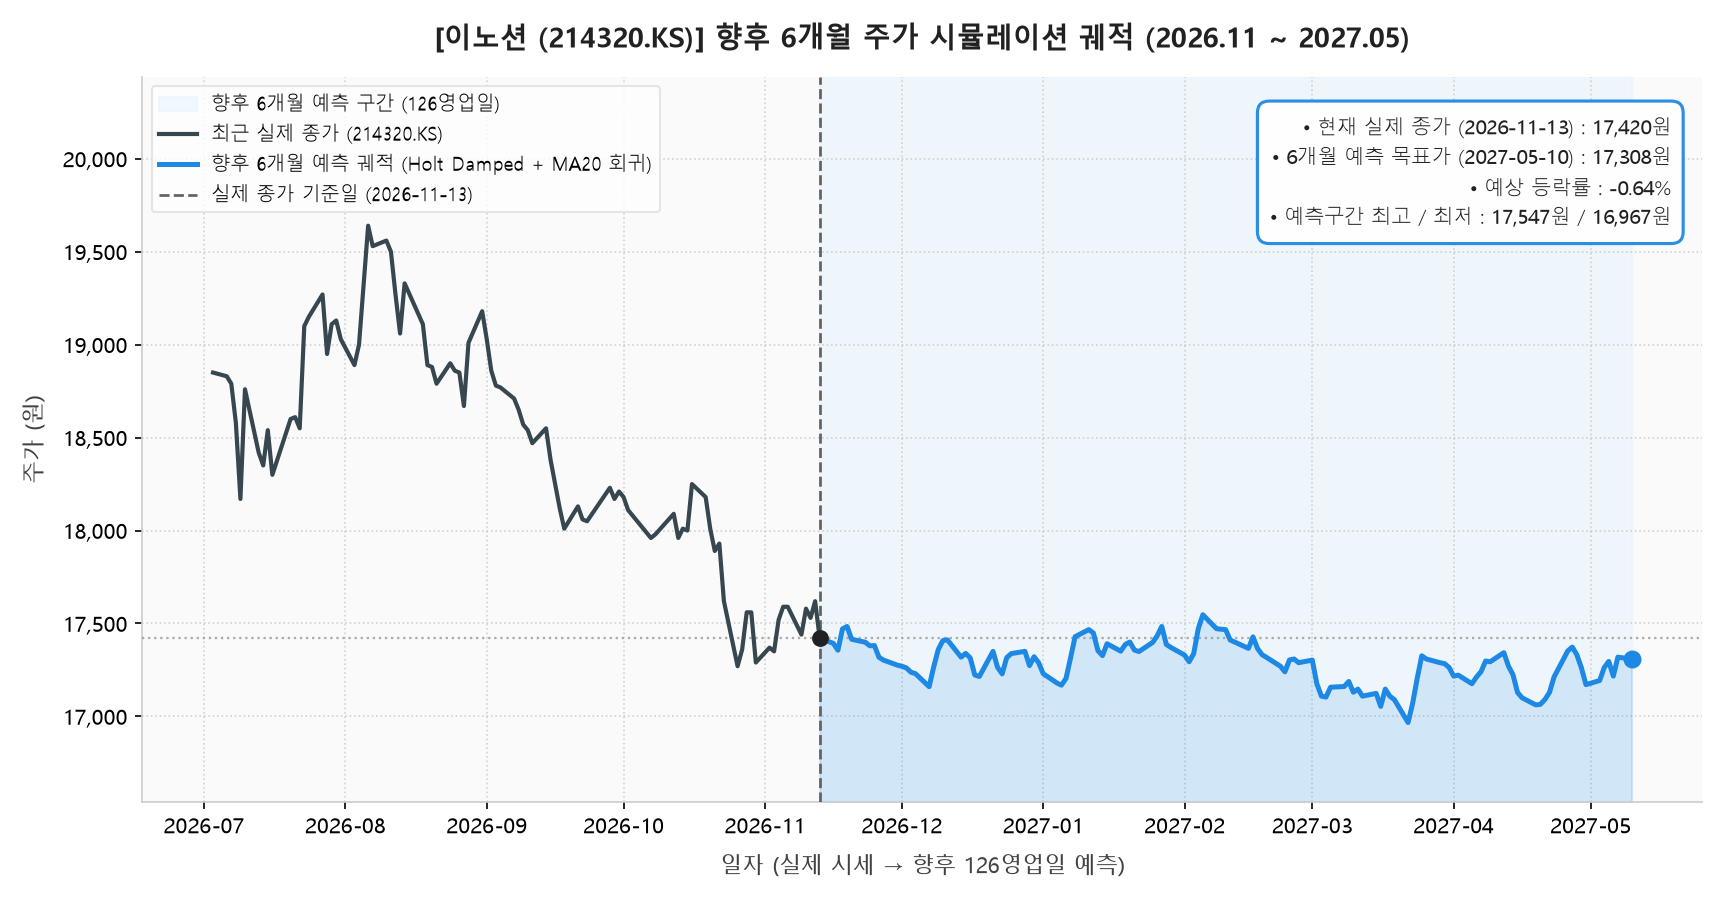 [이노션 (214320.KS)] 향후 6개월 주가 시뮬레이션 궤적 (2026.11 ~ 2027.05)
향후 6개월 예측 구간 (126영업일)
최근 실제 종가 (214320.KS)
향후 6개월 예측 궤적 (Holt Damped + MA20 회귀)
실제 종가 기준일 (2026-11-13)
• 현재 실제 종가 (2026-11-13) : 17,420원
• 6개월 예측 목표가 (2027-05-10) : 17,308원
• 예상 등락률 : -0.64%
• 예측구간 최고 / 최저 : 17,547원 / 16,967원
주가 (원)
20,000
19,500
19,000
18,500
18,000
17,500
17,000
2026-07 2026-08 2026-09 2026-10 2026-11 2026-12 2027-01 2027-02 2027-03 2027-04 2027-05
일자 (실제 시세 → 향후 126영업일 예측)